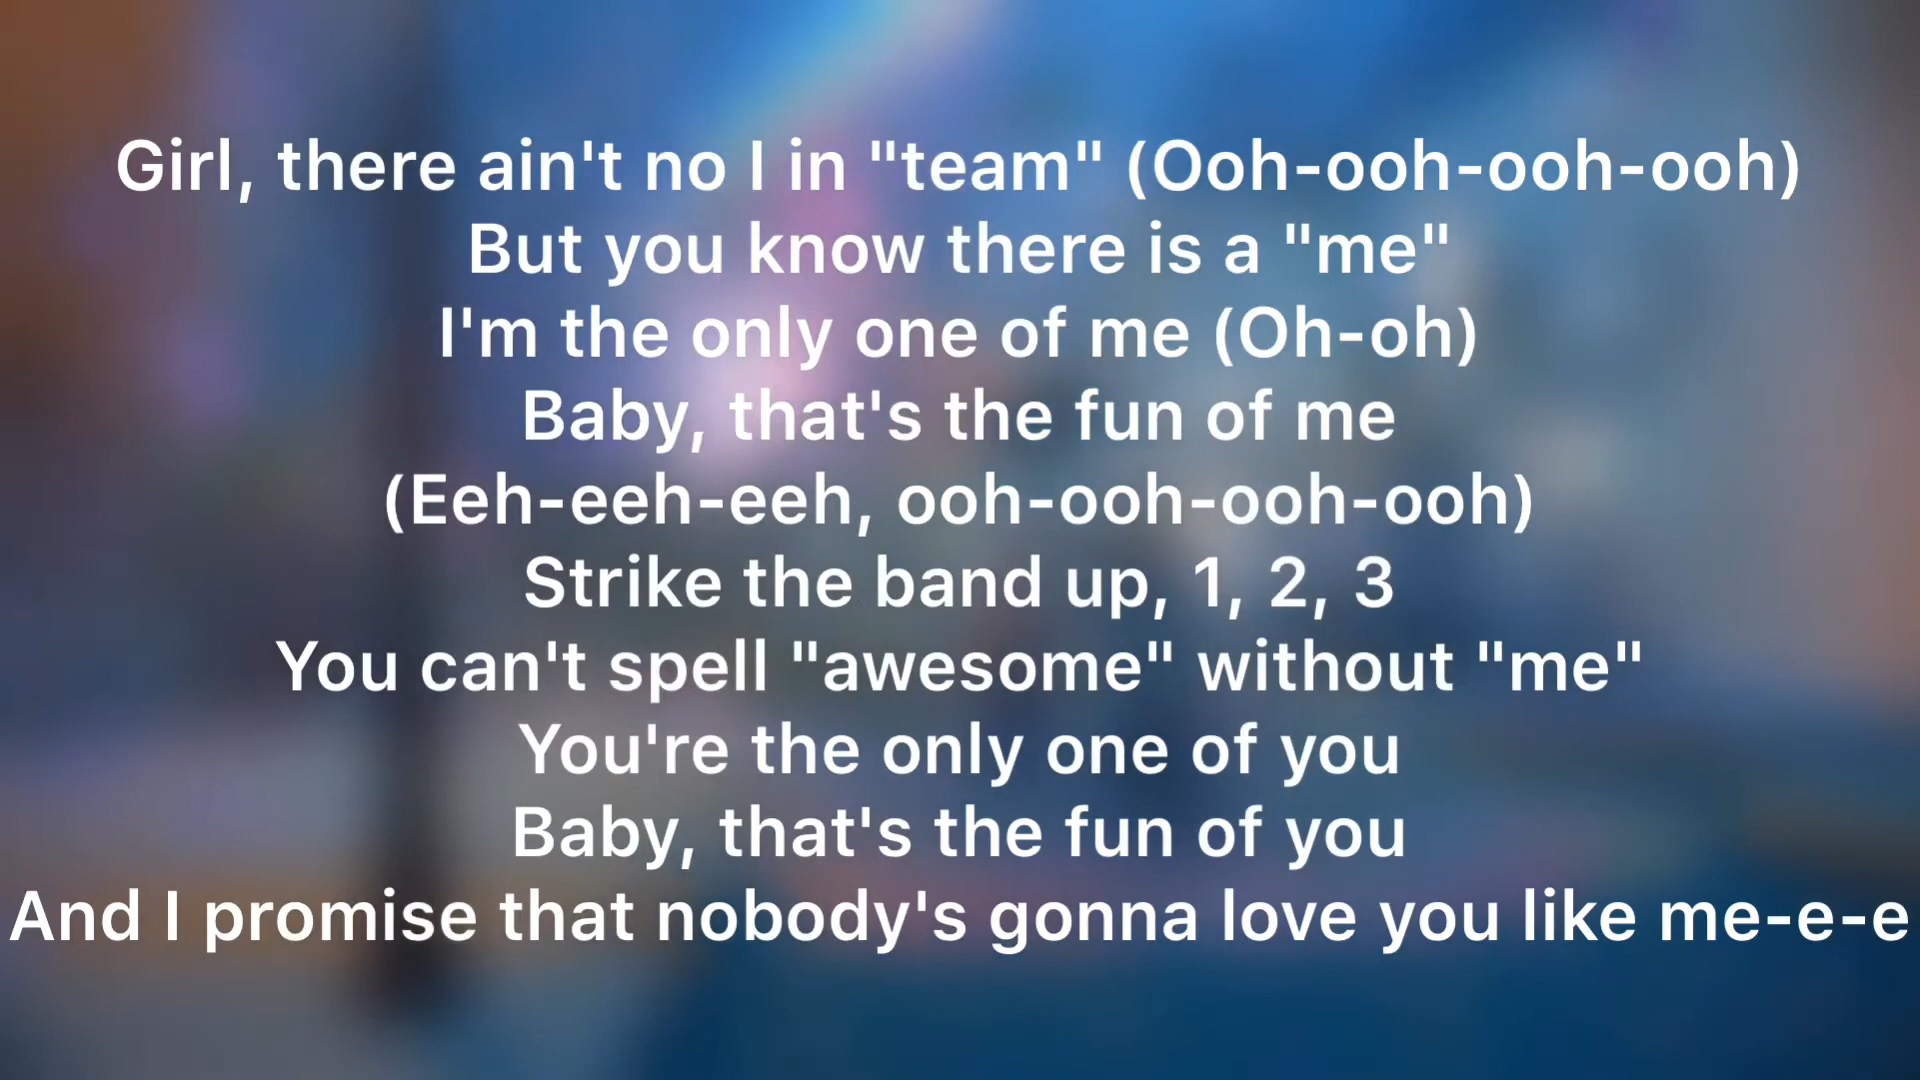 Girl, there ain't no I in "team" (Ooh-ooh-ooh-ooh)
But you know there is a "me"
I'm the only one of me (Oh-oh)
Baby, that's the fun of me
(Eeh-eeh-eeh, ooh-ooh-ooh-ooh)
Strike the band up, 1, 2, 3
You can't spell "awesome" without "me"
You're the only one of you
Baby, that's the fun of you
And I promise that nobody's gonna love you like me-e-e